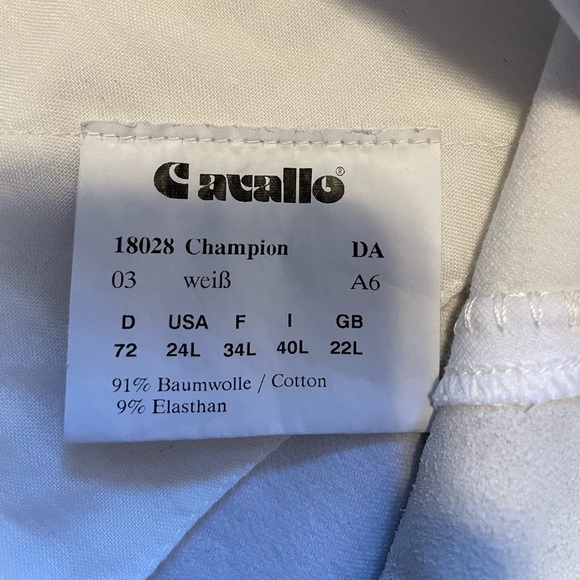 Cavallo®
18028 Champion DA
03 weiß A6
D USA F I GB
72 24L 34L 40L 22L
91% Baumwolle / Cotton
9% Elasthan